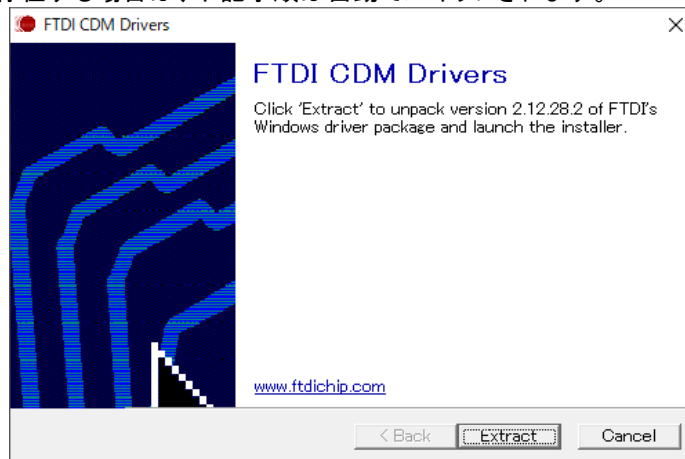 FTDI CDM Drivers
FTDI CDM Drivers
Click 'Extract' to unpack version 2.12.28.2 of FTDI's
Windows driver package and launch the installer.
www.ftdichip.com
< Back Extract Cancel